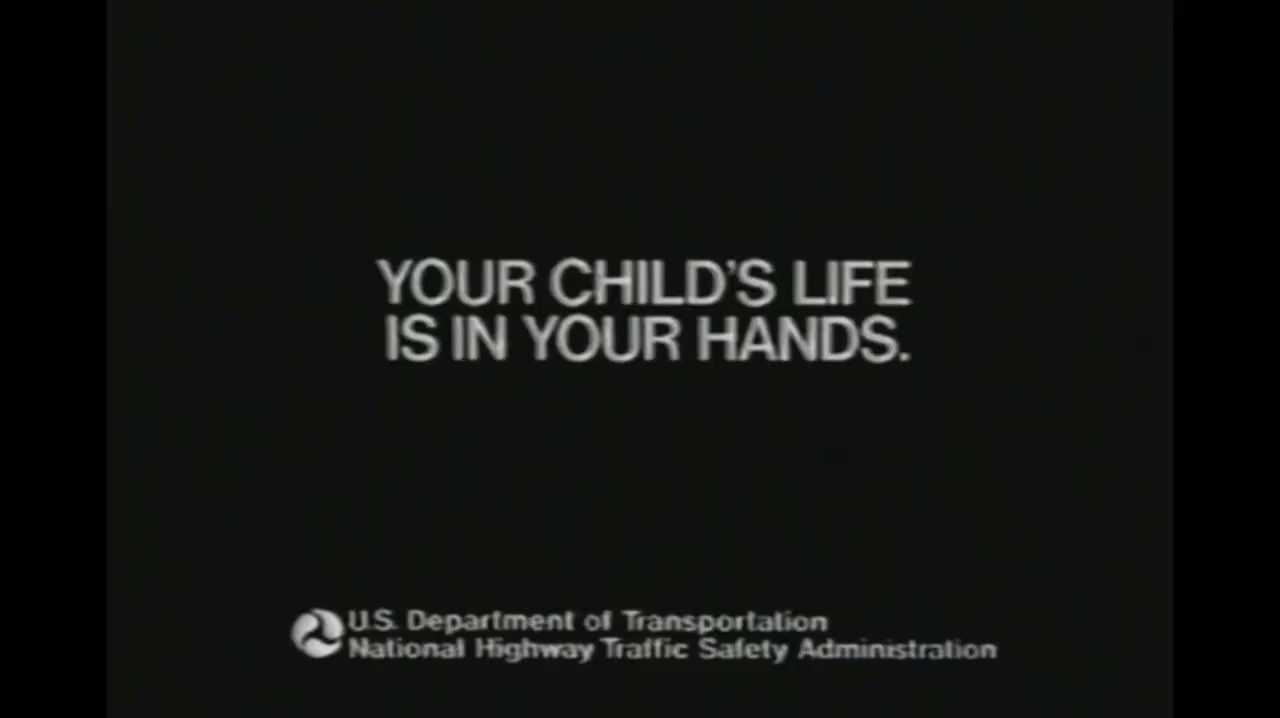 YOUR CHILD'S LIFE
IS IN YOUR HANDS.
U.S. Department of Transportation
National Highway Traffic Safety Administration